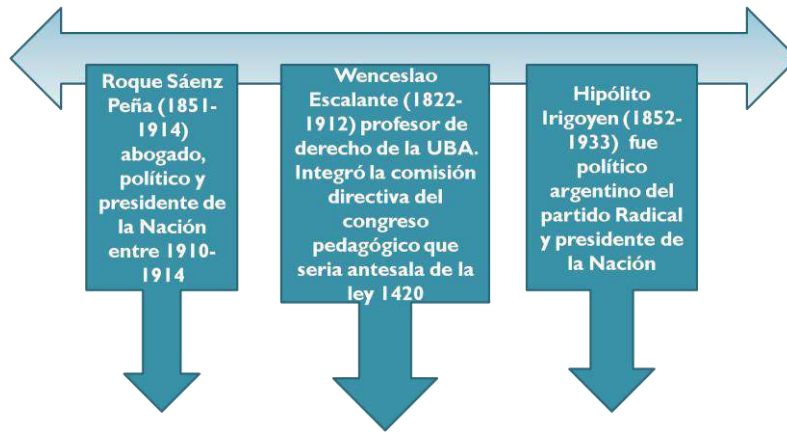 Roque Sáenz
Peña (1851-
1914)
abogado,
político y
presidente de
la Nación
entre 1910-
1914
Wenceslao
Escalante (1822-
1912) profesor de
derecho de la UBA.
Integró la comisión
directiva del
congreso
pedagógico que
seria antesala de la
ley 1420
Hipólito
Irigoyen (1852-
1933) fue
político
argentino del
partido Radical
y presidente de
la Nación